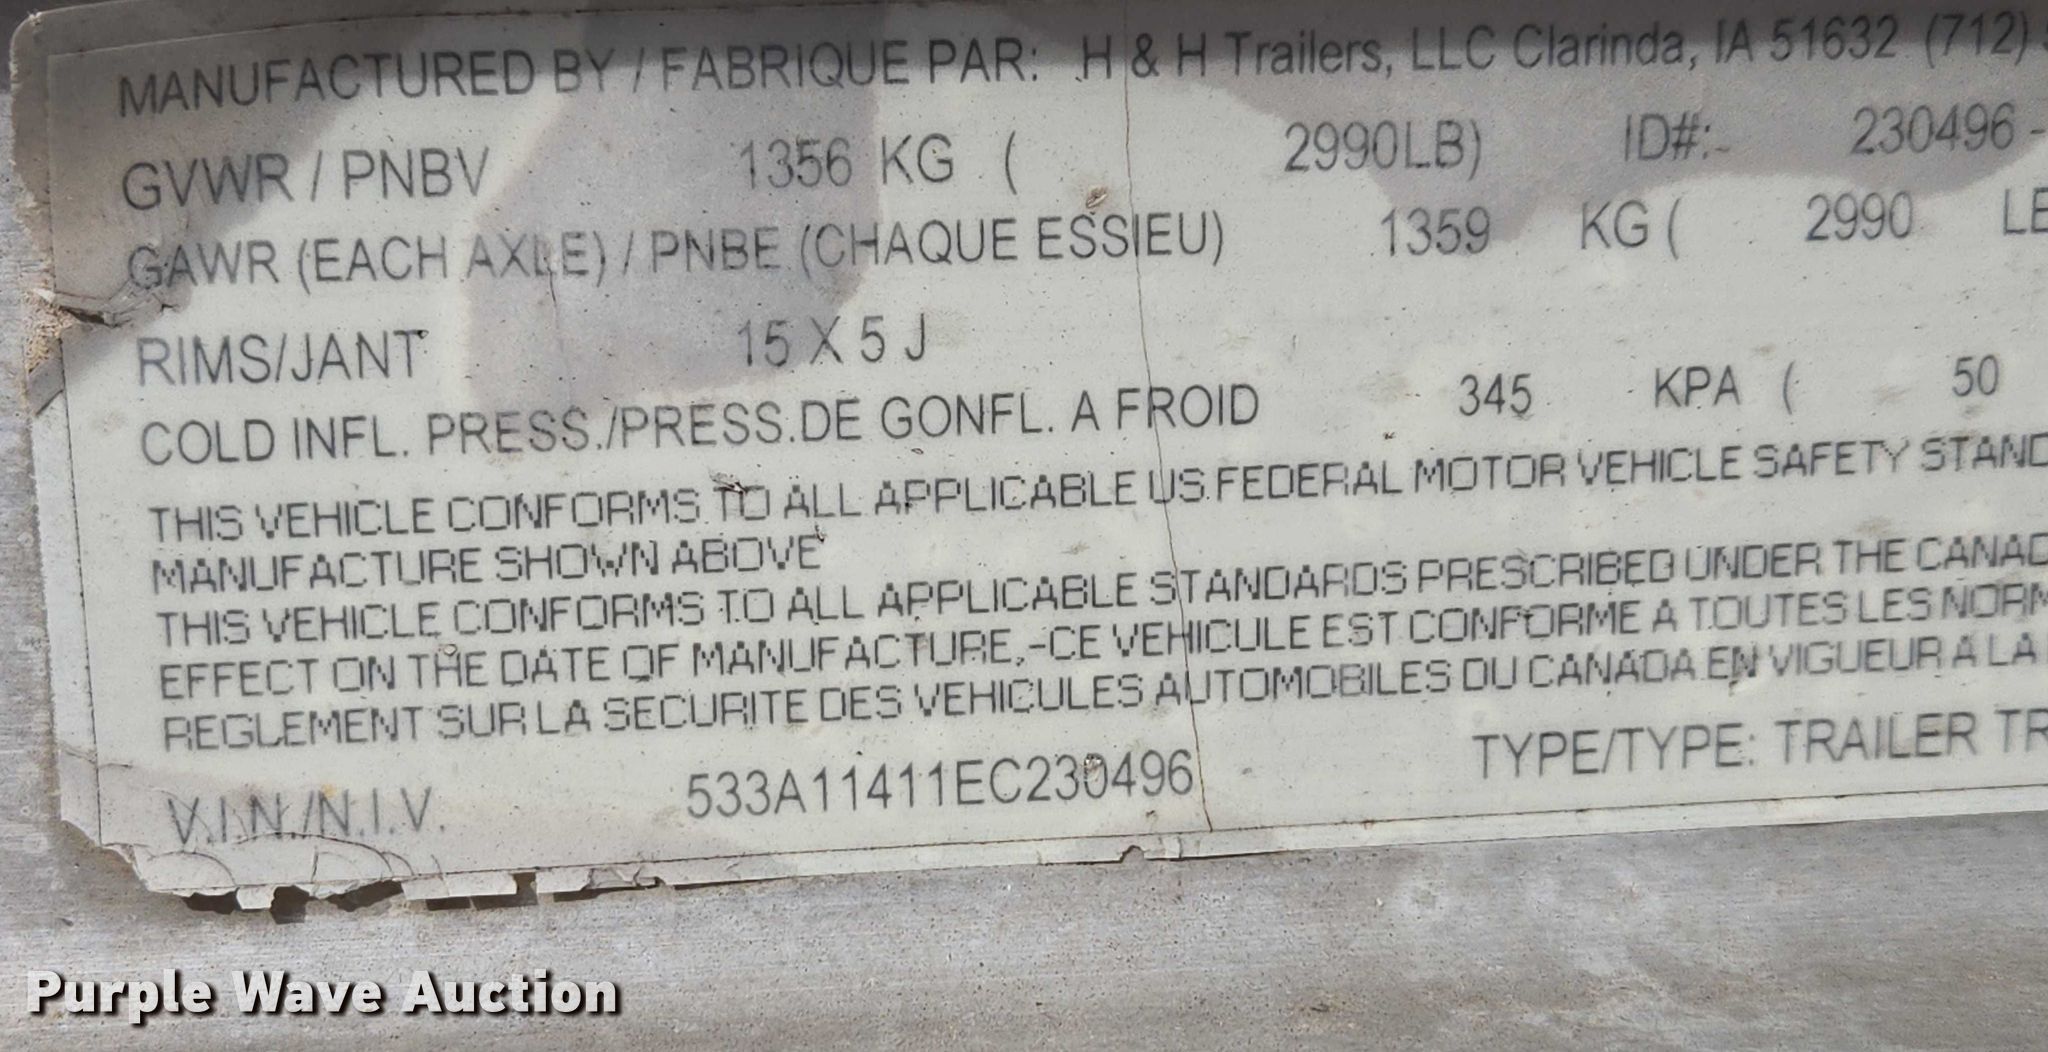 MANUFACTURED BY / FABRIQUE PAR: H & H Trailers, LLC Clarinda, IA 51632 (712)
GVWR / PNBV 1356 KG ( 2990LB) ID#: 230496 -
GAWR (EACH AXLE) / PNBE (CHAQUE ESSIEU) 1359 KG ( 2990 LB
RIMS/JANT 15 X 5 J
COLD INFL. PRESS./PRESS.DE GONFL. A FROID 345 KPA ( 50
THIS VEHICLE CONFORMS TO ALL APPLICABLE US FEDERAL MOTOR VEHICLE SAFETY STAND
MANUFACTURE SHOWN ABOVE
THIS VEHICLE CONFORMS TO ALL APPLICABLE STANDARDS PRESCRIBED UNDER THE CANAD
EFFECT ON THE DATE OF MANUFACTURE,-CE VEHICULE EST CONFORME A TOUTES LES NORM
REGLEMENT SUR LA SECURITE DES VEHICULES AUTOMOBILES DU CANADA EN VIGUEUR A LA
V.I.N./N.I.V. 533A11411EC230496 TYPE/TYPE: TRAILER TR
Purple Wave Auction